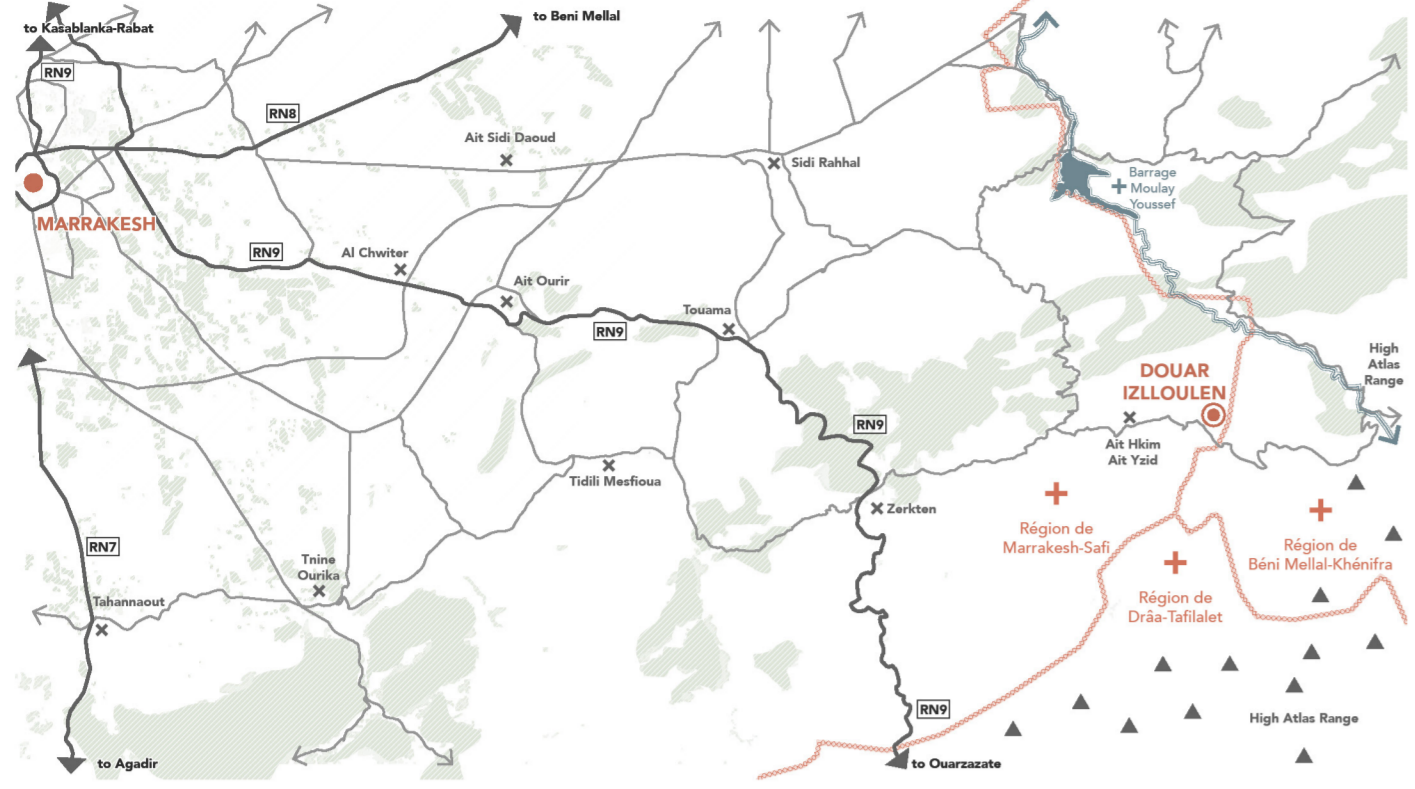 to Kasablanka-Rabat
to Beni Mellal
RN9
RN8
Ait Sidi Daoud
Sidi Rahhal
Barrage
Moulay
Youssef
MARRAKESH
RN9
Al Chwiter
Ait Ourir
Touama
RN9
High
Atlas
Range
DOUAR
IZLLOULEN
RN9
Ait Hkim
Ait Yzid
Tidili Mesfioua
Zerkten
Région de
Marrakesh-Safi
Région de
Béni Mellal-Khénifra
RN7
Tnine
Ourika
Tahannaout
Région de
Drâa-Tafilalet
RN9
High Atlas Range
to Agadir
to Ouarzazate